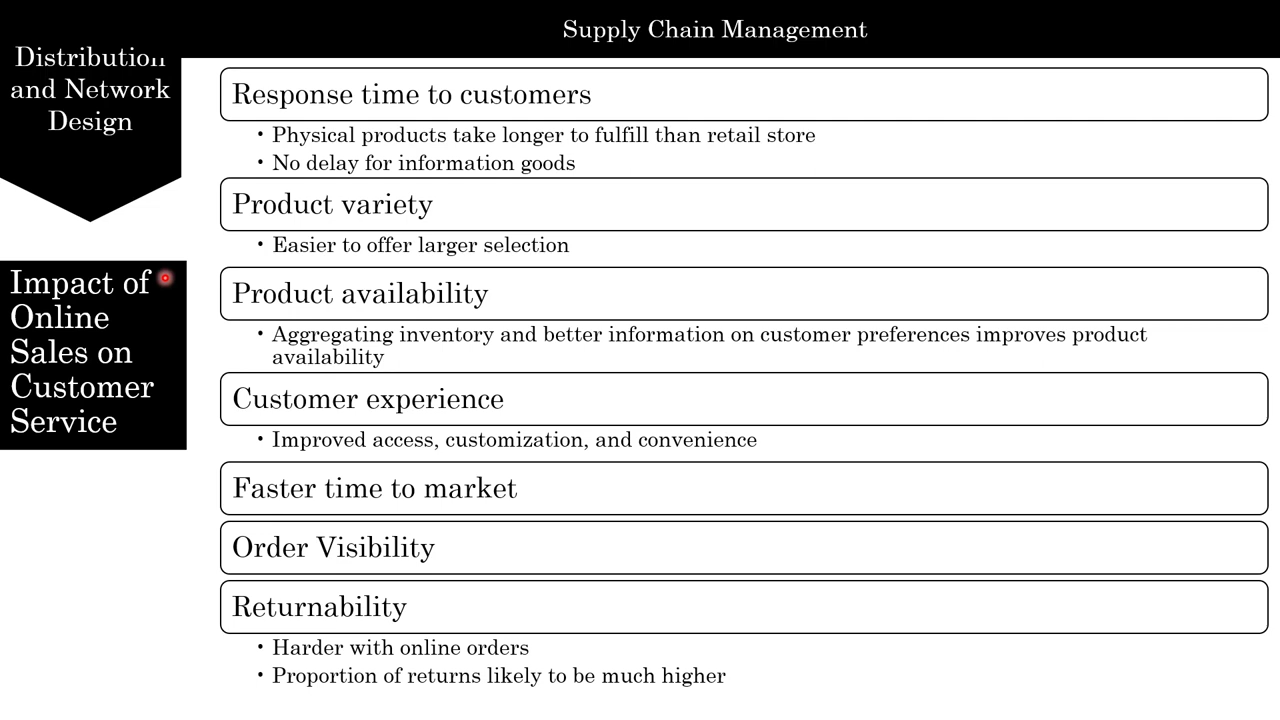 Supply Chain Management
Distribution
and Network
Design
Impact of
Online
Sales on
Customer
Service
Response time to customers
• Physical products take longer to fulfill than retail store
• No delay for information goods
Product variety
• Easier to offer larger selection
Product availability
• Aggregating inventory and better information on customer preferences improves product
availability
Customer experience
• Improved access, customization, and convenience
Faster time to market
Order Visibility
Returnability
• Harder with online orders
• Proportion of returns likely to be much higher